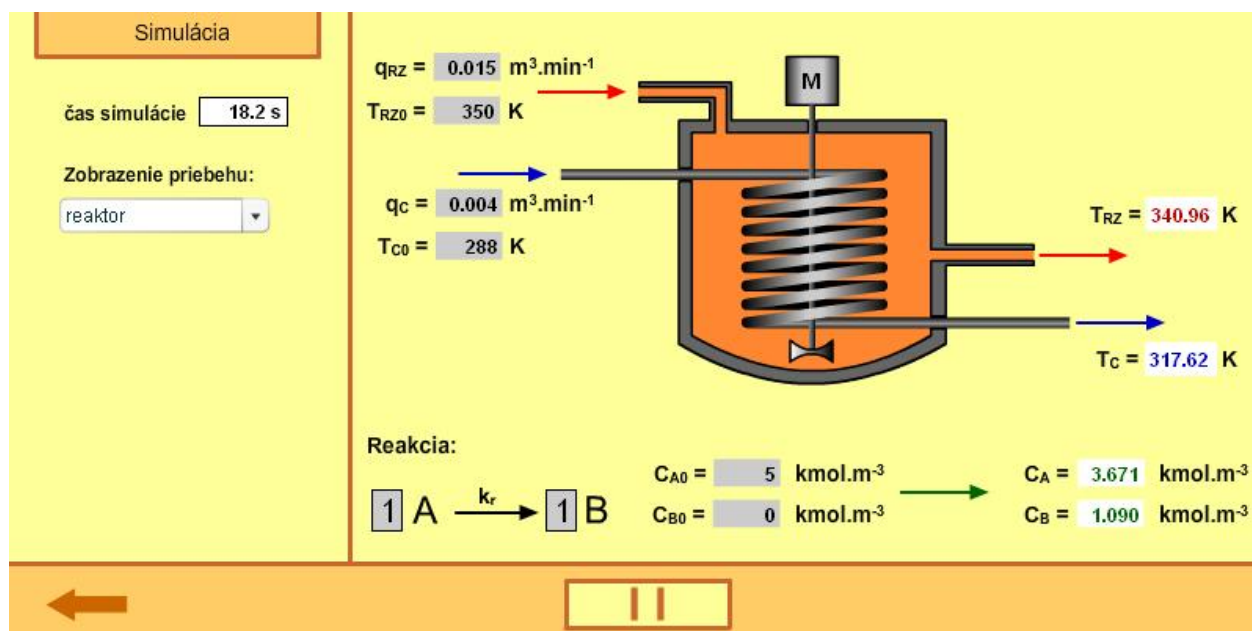 Simulácia
čas simulácie 18.2 s
Zobrazenie priebehu:
reaktor
qRZ = 0.015 m³.min⁻¹
TRZ0 = 350 K
qC = 0.004 m³.min⁻¹
TC0 = 288 K
M
TRZ = 340.96 K
TC = 317.62 K
Reakcia:
1 A kr 1 B
CA0 = 5 kmol.m⁻³
CB0 = 0 kmol.m⁻³
CA = 3.671 kmol.m⁻³
CB = 1.090 kmol.m⁻³